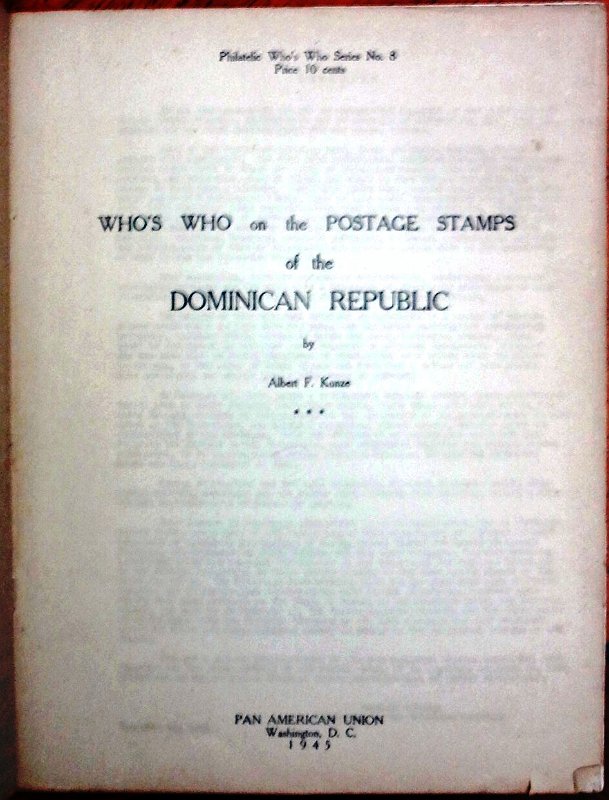 Philatelic Who's Who Series No. 8
Price 10 cents
WHO'S WHO on the POSTAGE STAMPS
of the
DOMINICAN REPUBLIC
by
Albert F. Kunze
* * *
PAN AMERICAN UNION
Washington, D. C.
1945